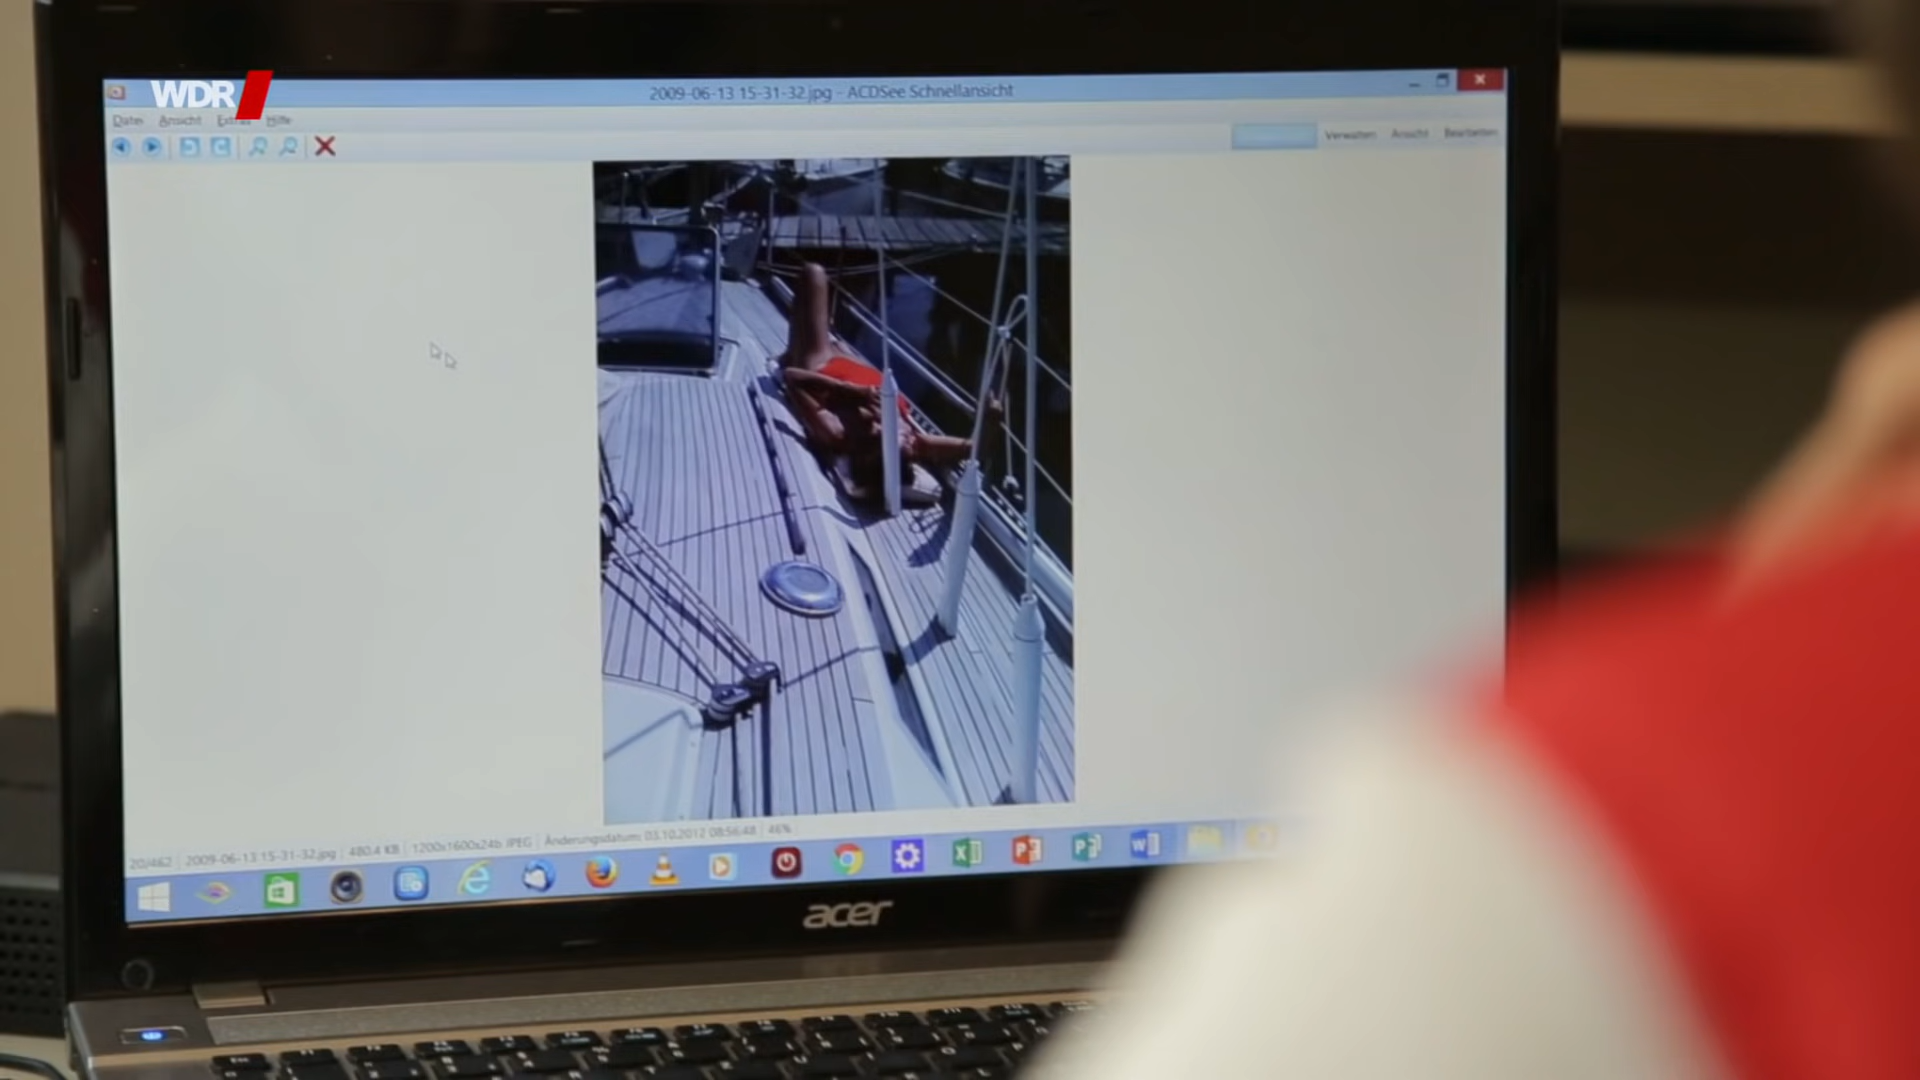 WDR
2009-06-13 15-31-32.jpg - ACDSee Schnellansicht
Datei Ansicht Extras Hilfe
Verwalten Ansicht Bearbeiten
20/462 2009-06-13 15-31-32.jpg 480.4 KB 1200x1600x24b JPEG Änderungsdatum: 03.10.2012 08:56:48 46%
acer